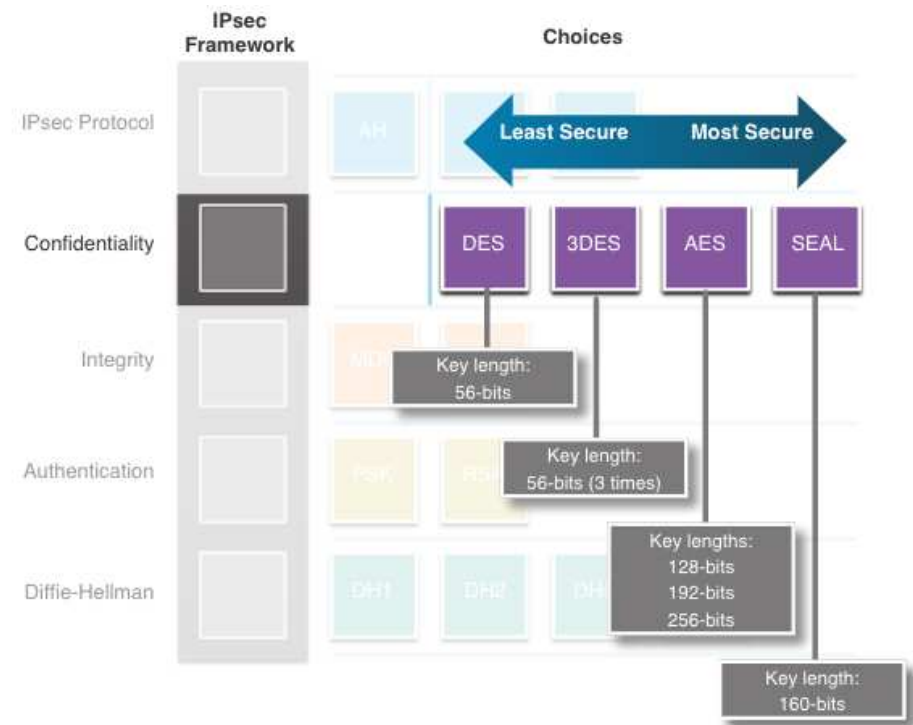 IPsec
Framework
Choices
IPsec Protocol
AH
Least Secure
Most Secure
Confidentiality
DES
3DES
AES
SEAL
Integrity
Key length:
56-bits
Authentication
Key length:
56-bits (3 times)
Diffie-Hellman
DH1
DH2
Key lengths:
128-bits
192-bits
256-bits
Key length:
160-bits